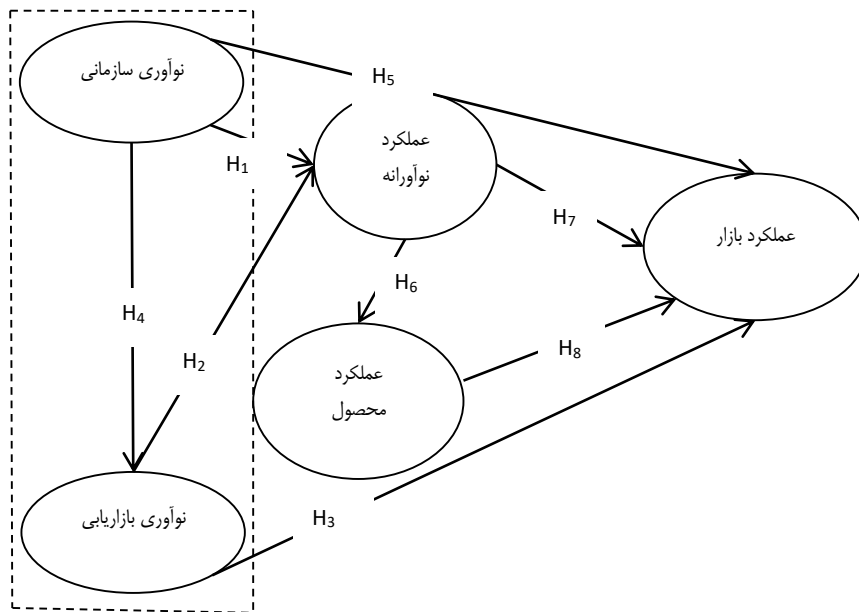 نوآوری سازمانی
H5
عملکرد
نوآورانه
H1
H7
عملکرد بازار
H6
H4
H2
عملکرد
محصول
H8
نوآوری بازاریابی
H3